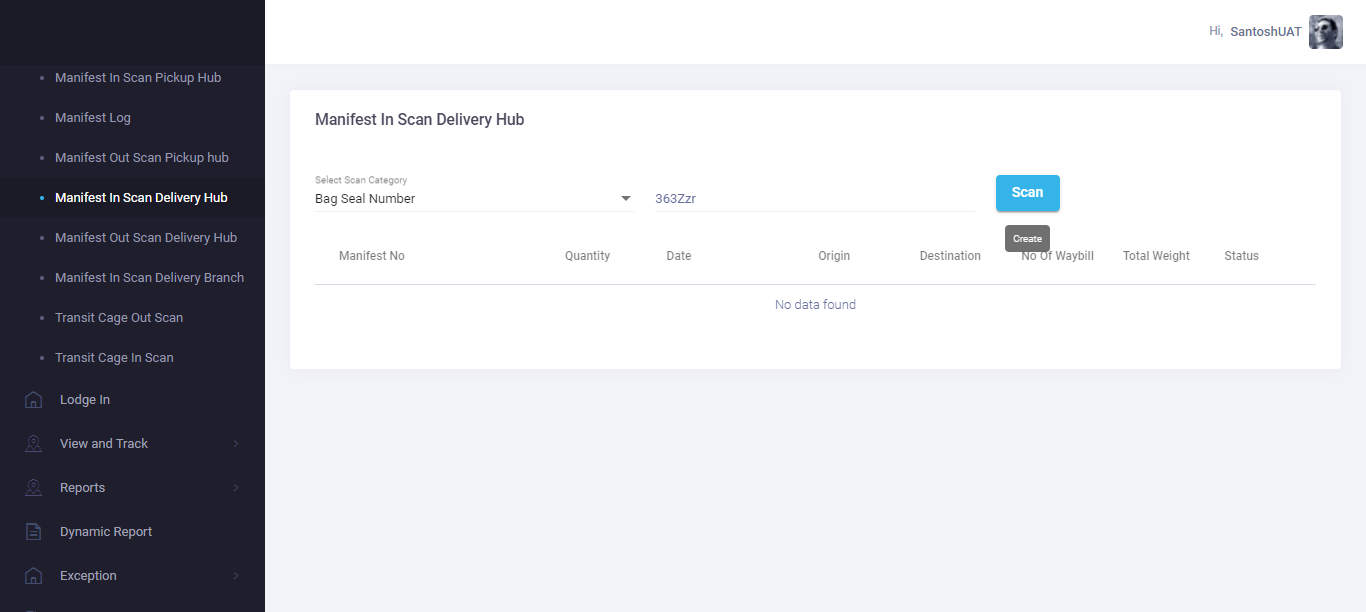 Hi, SantoshUAT
Manifest In Scan Pickup Hub
Manifest Log
Manifest Out Scan Pickup hub
Manifest In Scan Delivery Hub
Manifest Out Scan Delivery Hub
Manifest In Scan Delivery Branch
Transit Cage Out Scan
Transit Cage In Scan
Lodge In
View and Track
Reports
Dynamic Report
Exception
Manifest In Scan Delivery Hub
Select Scan Category
Bag Seal Number 363Zzr Scan
Create
Manifest No Quantity Date Origin Destination No Of Waybill Total Weight Status
No data found